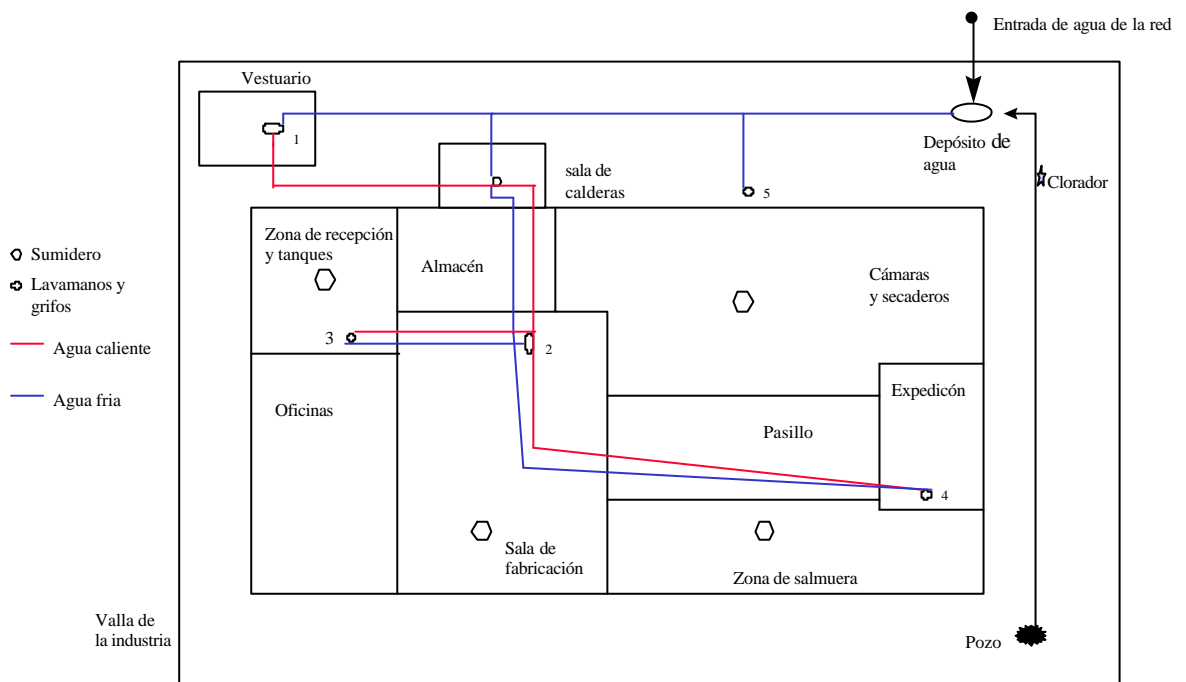 Entrada de agua de la red
Vestuario
1
Depósito de
agua
sala de
calderas
5
Clorador
Zona de recepción
y tanques
Almacén
Cámaras
y secaderos
Sumidero
Lavamanos y
grifos
3
2
Agua caliente
Agua fria
Oficinas
Expedicón
Pasillo
4
Sala de
fabricación
Zona de salmuera
Valla de
la industria
Pozo